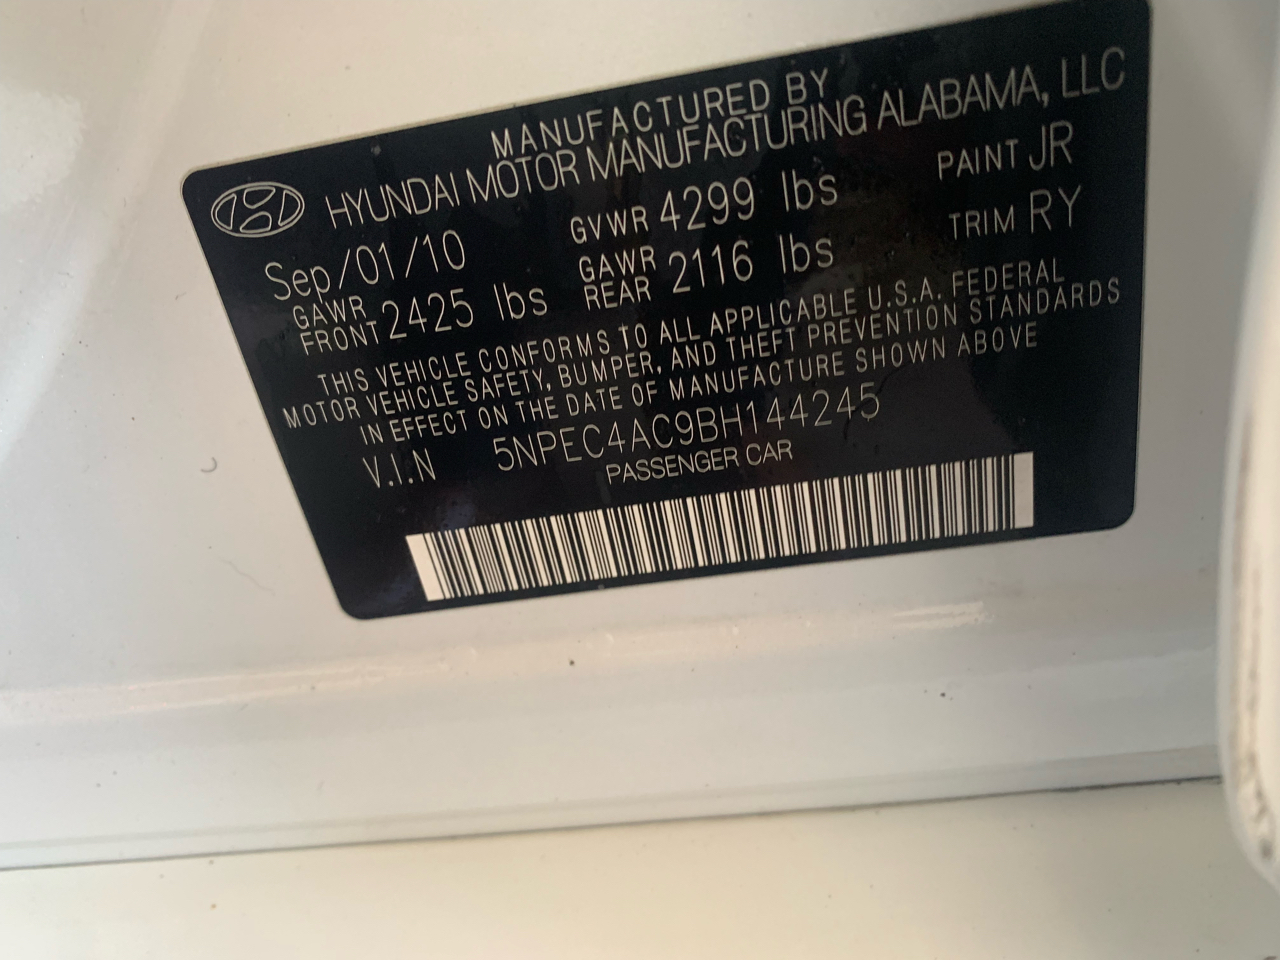 MANUFACTURED BY
HYUNDAI MOTOR MANUFACTURING ALABAMA, LLC
Sep/01/10 GVWR 4299 lbs PAINT JR
GAWR FRONT 2425 lbs GAWR REAR 2116 lbs TRIM RY
THIS VEHICLE CONFORMS TO ALL APPLICABLE U.S.A. FEDERAL
MOTOR VEHICLE SAFETY, BUMPER, AND THEFT PREVENTION STANDARDS
IN EFFECT ON THE DATE OF MANUFACTURE SHOWN ABOVE
V.I.N 5NPEC4AC9BH144245
PASSENGER CAR